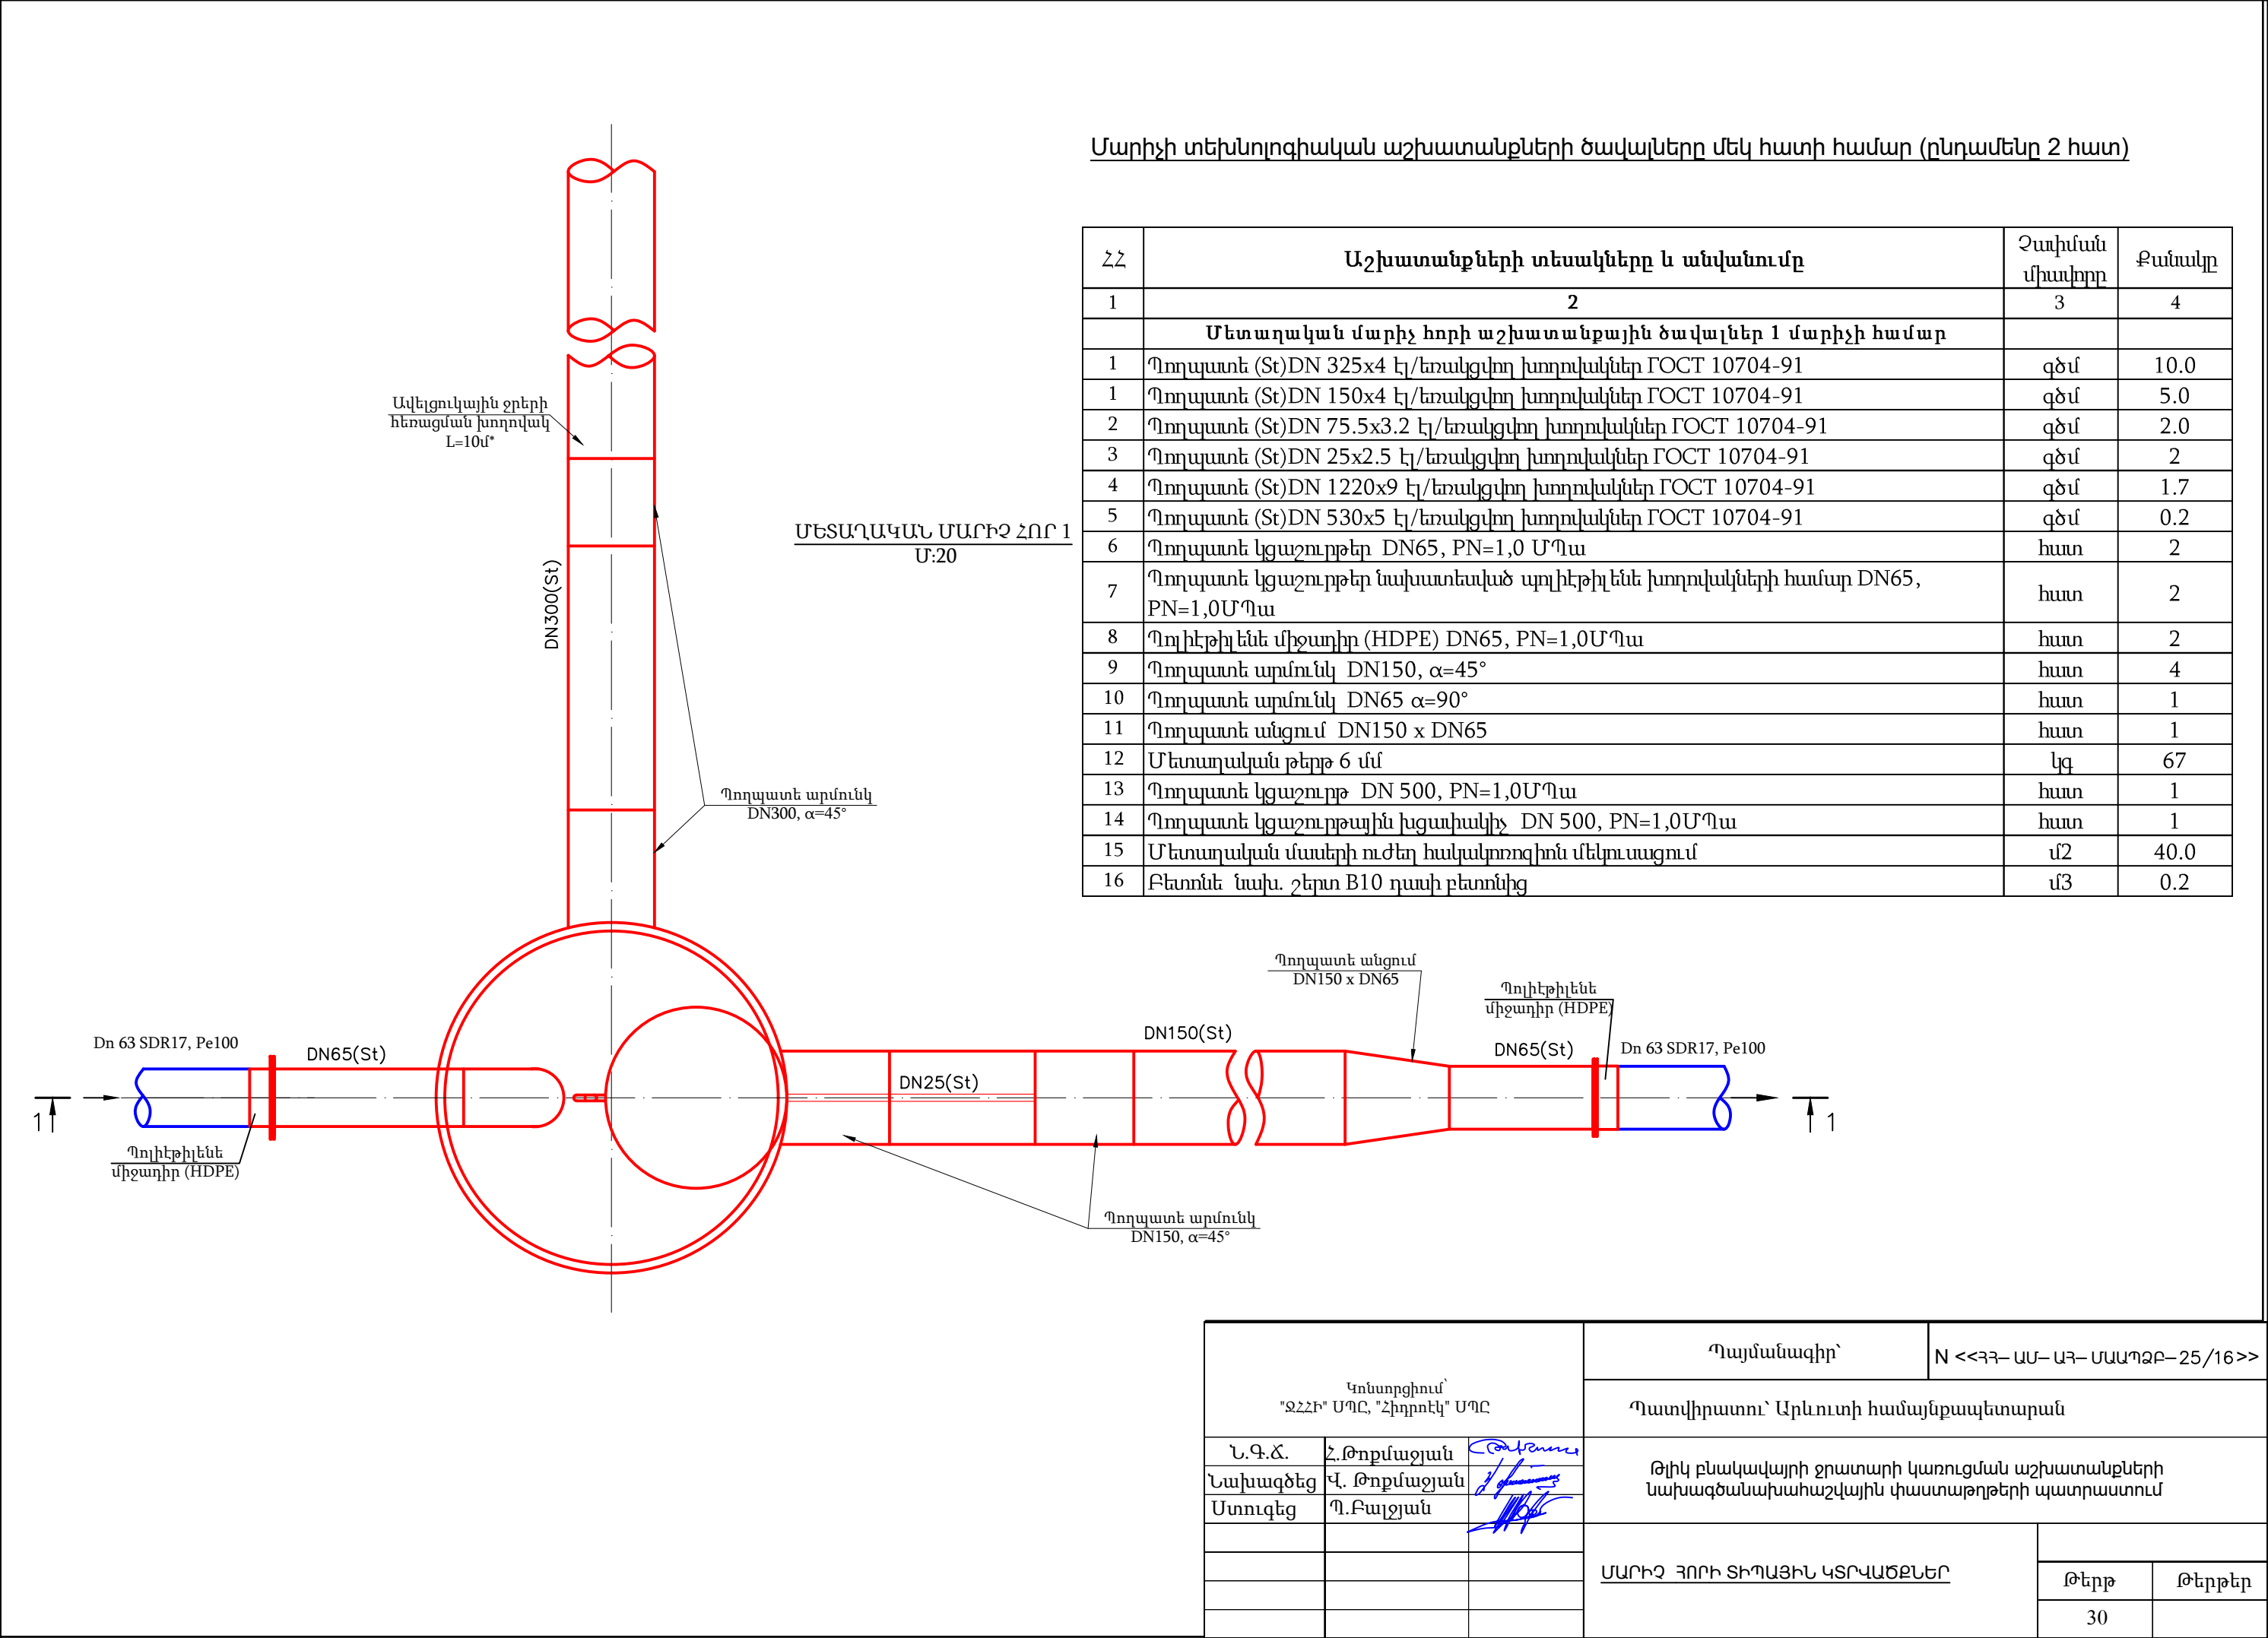 Մարիչի տեխնոլոգիական աշխատանքների ծավալները մեկ հատի համար (ընդամենը 2 հատ)
ՀՀ Աշխատանքների տեսակները և անվանումը Չափման միավորը Քանակը
1 2 3 4
Մետաղական մարիչ հորի աշխատանքային ծավալներ 1 մարիչի համար
1 Պողպատե (St)DN 325x4 էլ/եռակցվող խողովակներ ГОСТ 10704-91 գծմ 10.0
1 Պողպատե (St)DN 150x4 էլ/եռակցվող խողովակներ ГОСТ 10704-91 գծմ 5.0
2 Պողպատե (St)DN 75.5x3.2 էլ/եռակցվող խողովակներ ГОСТ 10704-91 գծմ 2.0
3 Պողպատե (St)DN 25x2.5 էլ/եռակցվող խողովակներ ГОСТ 10704-91 գծմ 2
4 Պողպատե (St)DN 1220x9 էլ/եռակցվող խողովակներ ГОСТ 10704-91 գծմ 1.7
5 Պողպատե (St)DN 530x5 էլ/եռակցվող խողովակներ ГОСТ 10704-91 գծմ 0.2
6 Պողպատե կցաշուրթեր DN65, PN=1,0 ՄՊա հատ 2
7 Պողպատե կցաշուրթեր նախատեսված պոլիէթիլենե խողովակների համար DN65,
PN=1,0ՄՊա հատ 2
8 Պոլիէթիլենե միջադիր (HDPE) DN65, PN=1,0ՄՊա հատ 2
9 Պողպատե արմունկ DN150, α=45° հատ 4
10 Պողպատե արմունկ DN65 α=90° հատ 1
11 Պողպատե անցում DN150 x DN65 հատ 1
12 Մետաղական թերթ 6 մմ կգ 67
13 Պողպատե կցաշուրթ DN 500, PN=1,0ՄՊա հատ 1
14 Պողպատե կցաշուրթային խցափակիչ DN 500, PN=1,0ՄՊա հատ 1
15 Մետաղական մասերի ուժեղ հակակոռոզիոն մեկուսացում մ2 40.0
16 Բետոնե նախ. շերտ B10 դասի բետոնից մ3 0.2
Ավելցուկային ջրերի
հեռացման խողովակ
L=10մ*
ՄԵՏԱՂԱԿԱՆ ՄԱՐԻՉ ՀՈՐ 1
Մ:20
DN300(St)
Պողպատե արմունկ
DN300, α=45°
Պողպատե անցում
DN150 x DN65
Պոլիէթիլենե
միջադիր (HDPE)
Dn 63 SDR17, Pe100
DN65(St)
DN150(St)
DN25(St)
DN65(St)
Dn 63 SDR17, Pe100
1
1
Պոլիէթիլենե
միջադիր (HDPE)
Պողպատե արմունկ
DN150, α=45°
Կոնսորցիում՝
"ՋՀՀԻ" ՍՊԸ, "Հիդրոէկ" ՍՊԸ
Պայմանագիր՝ N <<ՀՀ–ԱՄ–ԱՀ–ՄԱԱՊՁԲ–25/16>>
Պատվիրատու՝ Արևուտի համայնքապետարան
Ն.Գ.Ճ. Հ.Թոքմաջյան
Նախագծեց Վ. Թոքմաջյան
Ստուգեց Պ.Բալջյան
Թլիկ բնակավայրի ջրատարի կառուցման աշխատանքների
նախագծանախահաշվային փաստաթղթերի պատրաստում
ՄԱՐԻՉ ՀՈՐԻ ՏԻՊԱՅԻՆ ԿՏՐՎԱԾՔՆԵՐ
Թերթ Թերթեր
30